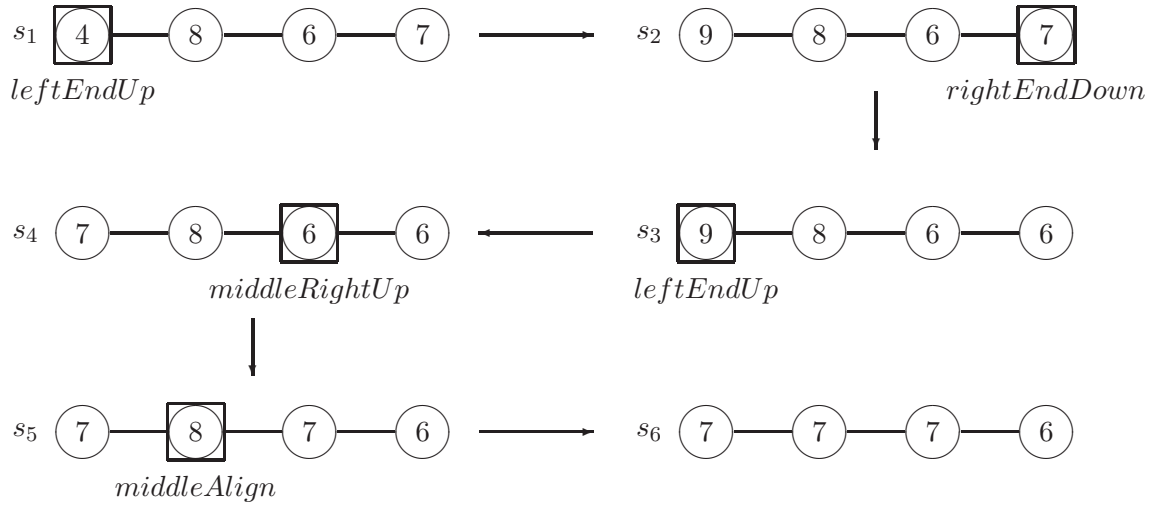 s1 4 8 6 7 s2 9 8 6 7
leftEndUp rightEndDown
s4 7 8 6 6 s3 9 8 6 6
middleRightUp leftEndUp
s5 7 8 7 6 s6 7 7 7 6
middleAlign